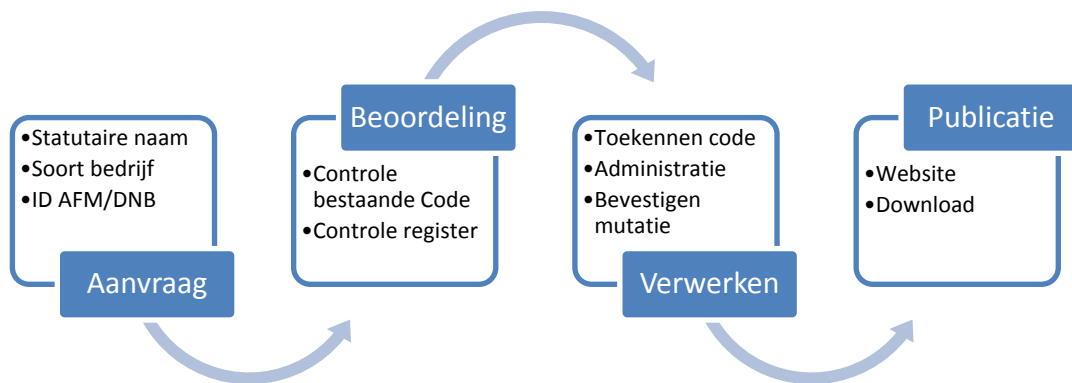 •Statutaire naam
•Soort bedrijf
•ID AFM/DNB
Aanvraag
Beoordeling
•Controle
bestaande Code
•Controle register
•Toekennen code
•Administratie
•Bevestigen
mutatie
Verwerken
Publicatie
•Website
•Download